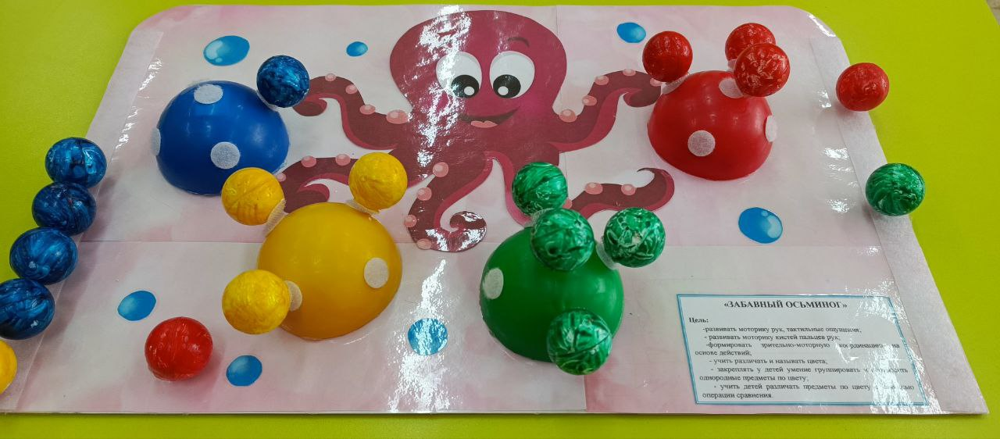 «ЗАБАВНЫЙ ОСЬМИНОГ»
Цель:
-развивать моторику рук, тактильные ощущения;
- развивать моторику кистей пальцев рук;
-формировать зрительно-моторную координацию на
основе действий;
- учить различать и называть цвета;
- закреплять у детей умение группировать и
однородные предметы по цвету;
- учить детей различать предметы по цвету с
операции сравнения.